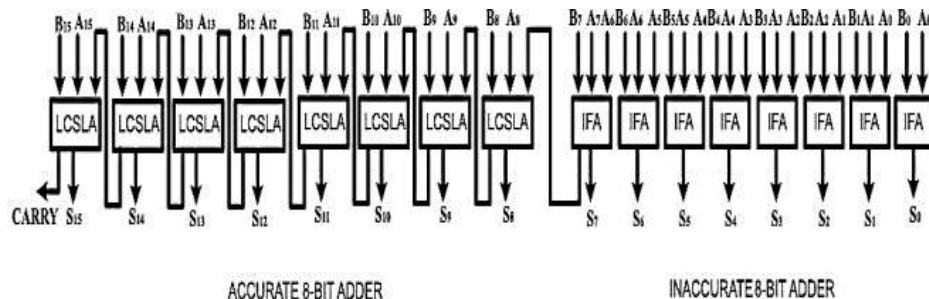 B15 A15 B14 A14 B13 A13 B12 A12 B11 A11 B10 A10 B9 A9 B8 A8 B7 A7 A6 B6 A6 A5 B5 A5 A4 B4 A4 A3 B3 A3 A2 B2 A2 A1 B1 A1 A0 B0 A0
LCSLA LCSLA LCSLA LCSLA LCSLA LCSLA LCSLA LCSLA IFA IFA IFA IFA IFA IFA IFA IFA
CARRY S15 S14 S13 S12 S11 S10 S9 S8 S7 S6 S5 S4 S3 S2 S1 S0
ACCURATE 8-BIT ADDER INACCURATE 8-BIT ADDER